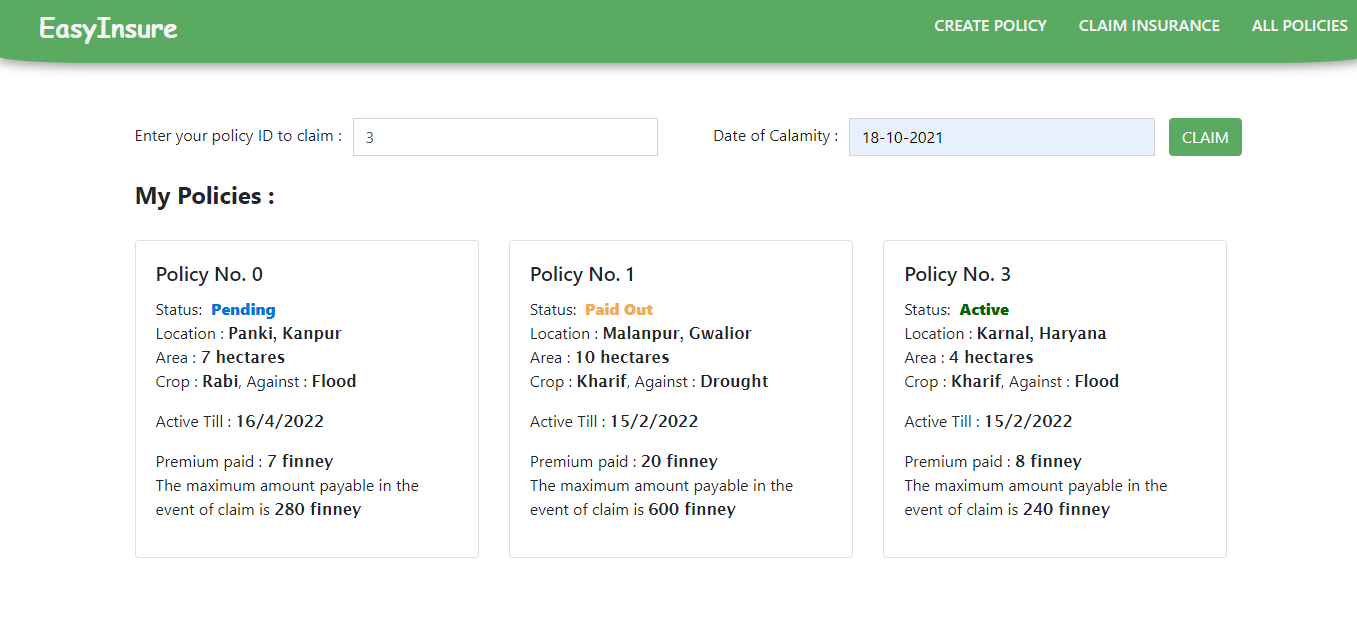 EasyInsure
CREATE POLICY
CLAIM INSURANCE
ALL POLICIES
Enter your policy ID to claim :
3
Date of Calamity :
18-10-2021
CLAIM
My Policies :
Policy No. 0
Status: Pending
Location : Panki, Kanpur
Area : 7 hectares
Crop : Rabi, Against : Flood
Active Till : 16/4/2022
Premium paid : 7 finney
The maximum amount payable in the
event of claim is 280 finney
Policy No. 1
Status: Paid Out
Location : Malanpur, Gwalior
Area : 10 hectares
Crop : Kharif, Against : Drought
Active Till : 15/2/2022
Premium paid : 20 finney
The maximum amount payable in the
event of claim is 600 finney
Policy No. 3
Status: Active
Location : Karnal, Haryana
Area : 4 hectares
Crop : Kharif, Against : Flood
Active Till : 15/2/2022
Premium paid : 8 finney
The maximum amount payable in the
event of claim is 240 finney